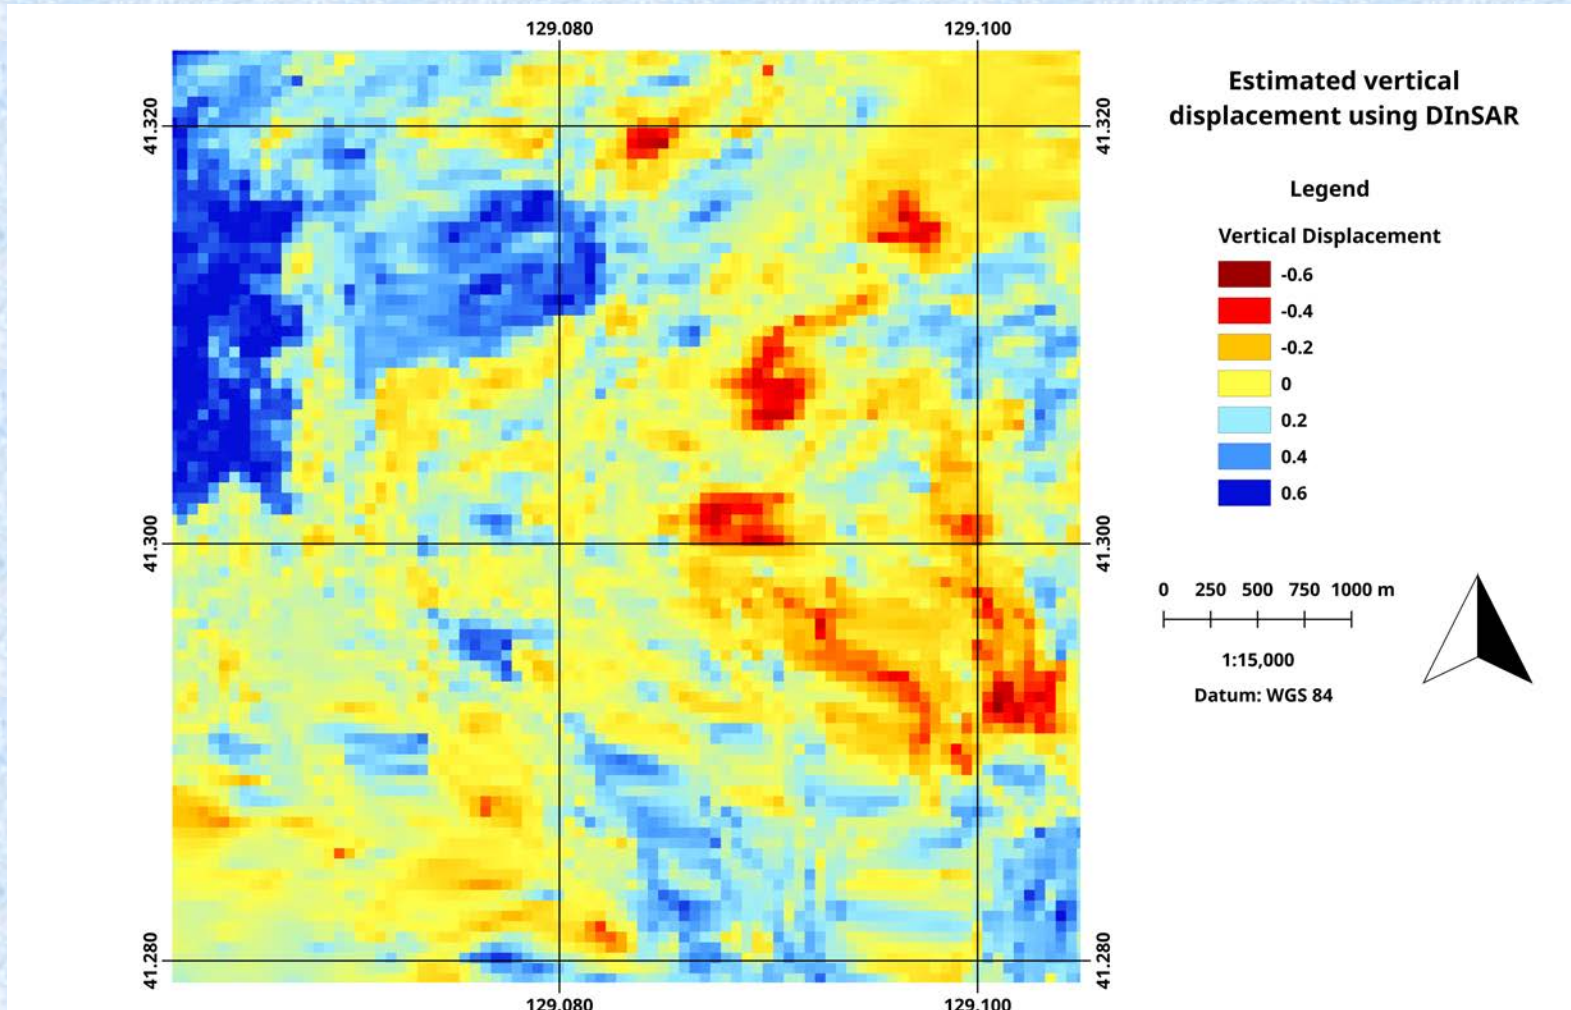 129.080 129.100
41.320 41.320
41.300 41.300
41.280 41.280
129.080 129.100
Estimated vertical
displacement using DInSAR
Legend
Vertical Displacement
-0.6
-0.4
-0.2
0
0.2
0.4
0.6
0 250 500 750 1000 m
1:15,000
Datum: WGS 84